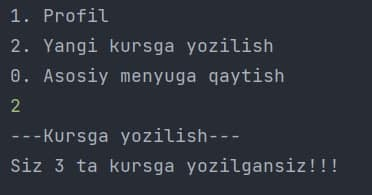 1. Profil
2. Yangi kursga yozilish
0. Asosiy menyuga qaytish
2
---Kursga yozilish---
Siz 3 ta kursga yozilgansiz!!!